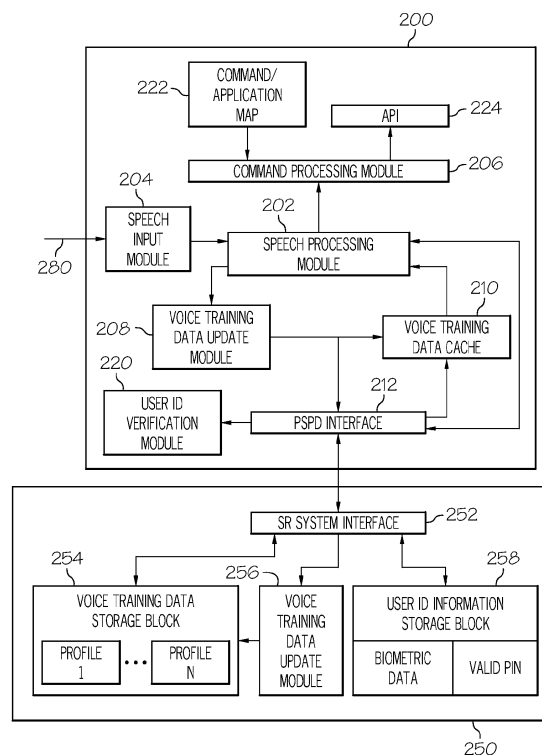 200
222
COMMAND/
APPLICATION
MAP
API
224
COMMAND PROCESSING MODULE
206
204
202
SPEECH
INPUT
MODULE
SPEECH PROCESSING
MODULE
280
210
208
VOICE TRAINING
DATA UPDATE
MODULE
VOICE TRAINING
DATA CACHE
220
212
USER ID
VERIFICATION
MODULE
PSPD INTERFACE
SR SYSTEM INTERFACE
252
254
256
258
VOICE TRAINING DATA
STORAGE BLOCK
PROFILE
1
•••
PROFILE
N
VOICE
TRAINING
DATA
UPDATE
MODULE
USER ID INFORMATION
STORAGE BLOCK
BIOMETRIC
DATA
VALID PIN
250